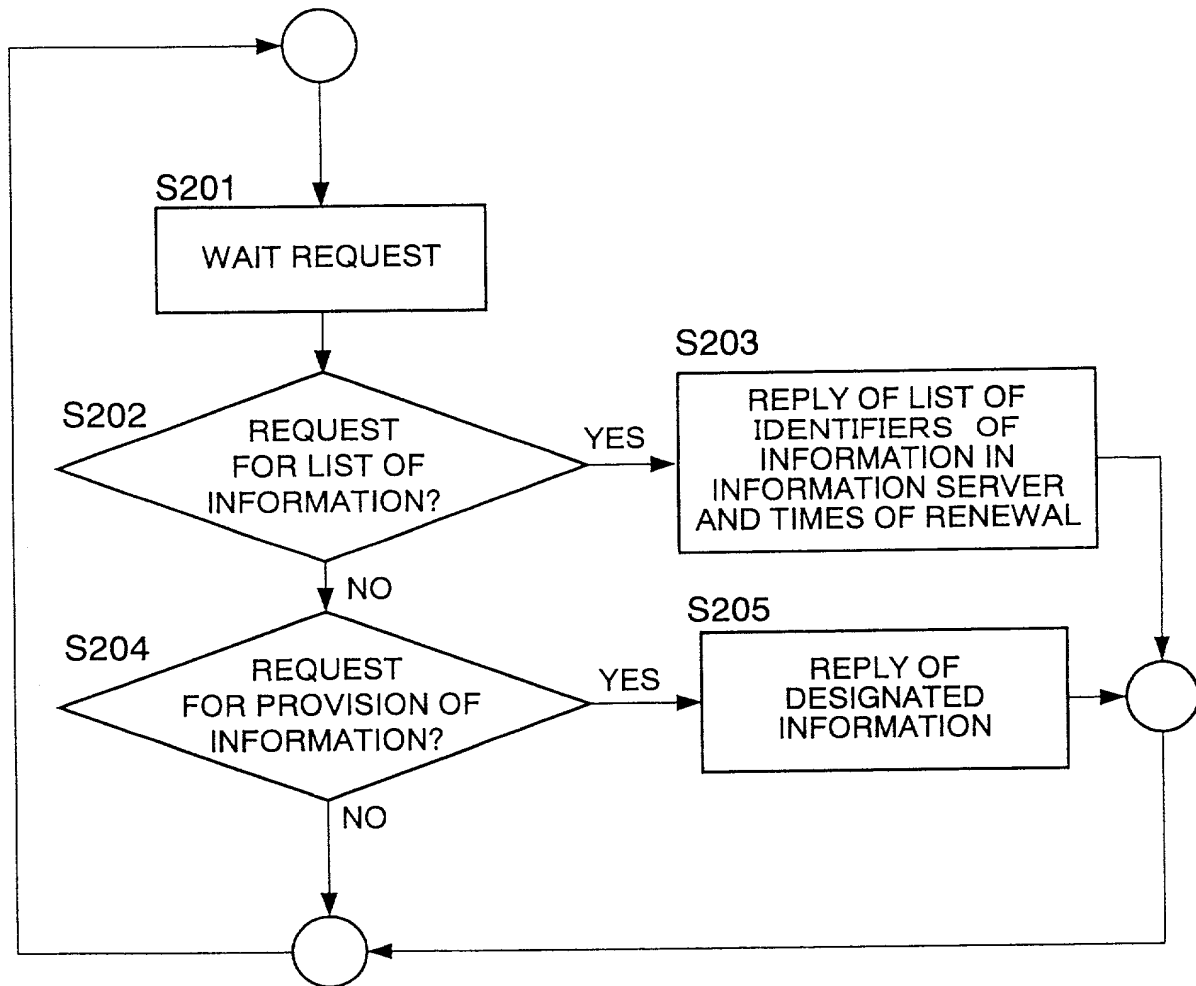 S201
WAIT REQUEST
S202
REQUEST
FOR LIST OF
INFORMATION?
YES
S203
REPLY OF LIST OF
IDENTIFIERS OF
INFORMATION IN
INFORMATION SERVER
AND TIMES OF RENEWAL
NO
S204
REQUEST
FOR PROVISION OF
INFORMATION?
YES
S205
REPLY OF
DESIGNATED
INFORMATION
NO